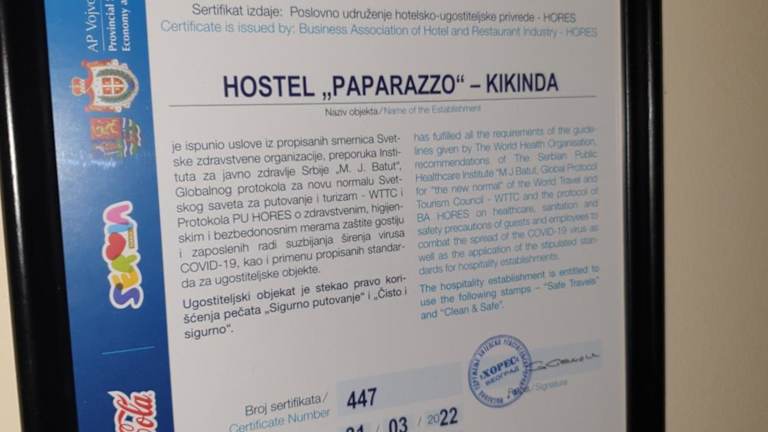 AP Vojvo
Provincial
Economy a
Sertifikat izdaje: Poslovno udruženje hotelsko-ugostiteljske privrede - HORES
Certificate is issued by: Business Association of Hotel and Restaurant Industry - HORES
HOSTEL „PAPARAZZO“ – KIKINDA
Naziv objekta/Name of the Establishment
je ispunio uslove iz propisanih smernica Svet-
ske zdravstvene organizacije, preporuka Insti-
tuta za javno zdravlje Srbije „M. J. Batut“,
Globalnog protokola za novu normalu Svet-
skog saveta za putovanje i turizam - WTTC i
Protokola PU HORES o zdravstvenim, higijen-
skim i bezbedonosnim merama zaštite gostiju
i zaposlenih radi suzbijanja širenja virusa
COVID-19, kao i primenu propisanih standar-
da za ugostiteljske objekte.
Ugostiteljski objekat je stekao pravo kori-
šćenja pečata „Sigurno putovanje“ i „Čisto i
sigurno“.
has fulfilled all the requirements of the guide-
lines given by The World Health Organisation,
recommendations of The Serbian Public
Healthcare Institute “M J Batut, Global Protocol
for “the new normal” of the World Travel and
Tourism Council - WTTC and the protocol of
BA HORES on healthcare, sanitation and
safety precautions of guests and employees to
combat the spread of the COVID-19 virus as
well as the application of the stipulated stan-
dards for hospitality establishments.
The hospitality establishment is entitled to
use the following stamps – “Safe Travels”
and “Clean & Safe”.
Broj sertifikata/
Certificate Number
447
03 / 2022
ХОРЕС
БЕОГРАД
/Signature
Coca
Cola